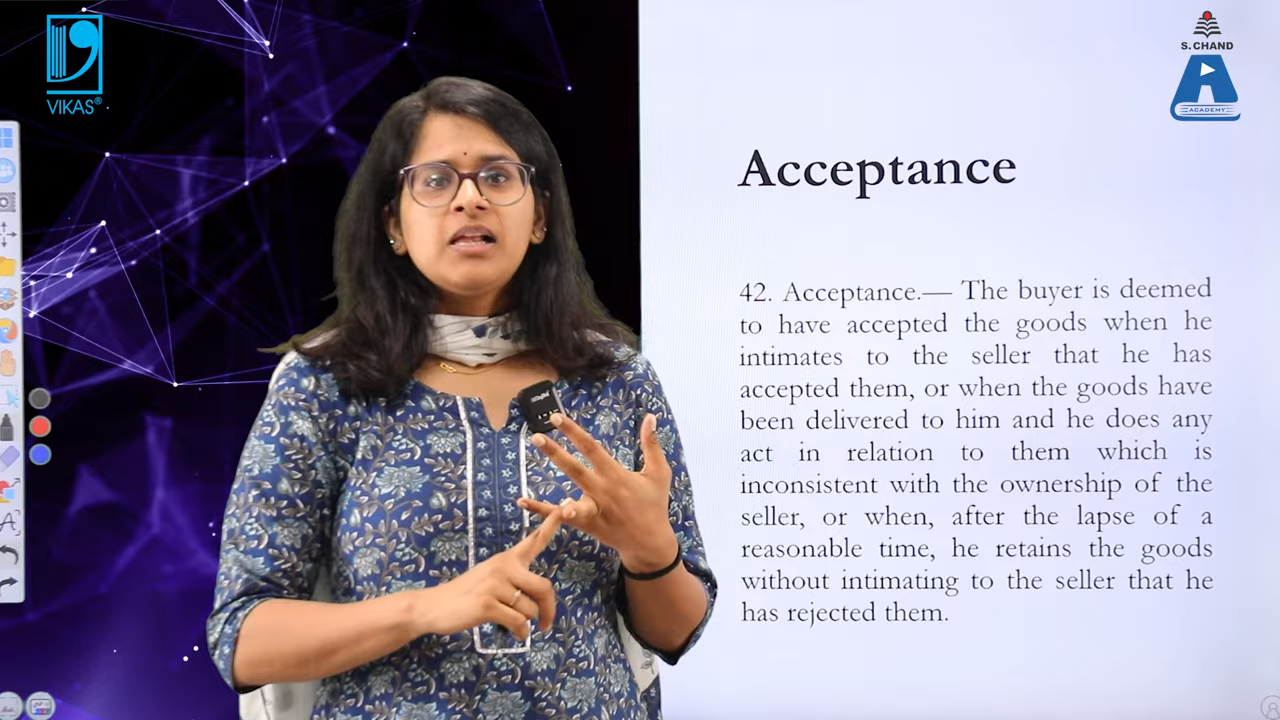 VIKAS®
S. CHAND
ACADEMY
Acceptance
42. Acceptance.— The buyer is deemed
to have accepted the goods when he
intimates to the seller that he has
accepted them, or when the goods have
been delivered to him and he does any
act in relation to them which is
inconsistent with the ownership of the
seller, or when, after the lapse of a
reasonable time, he retains the goods
without intimating to the seller that he
has rejected them.